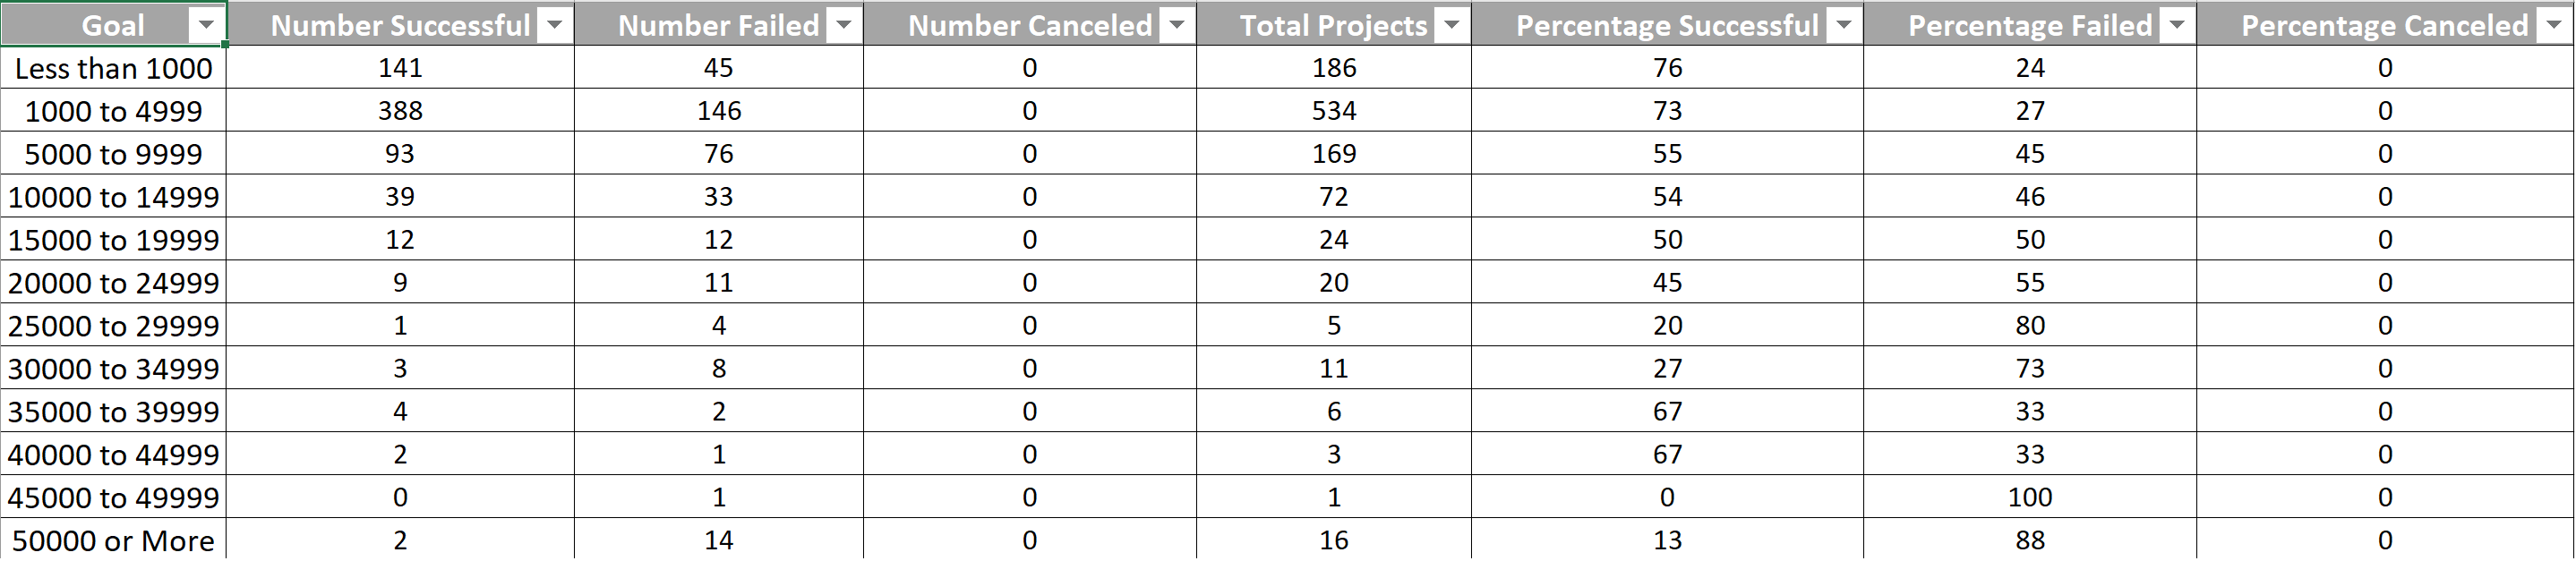 Goal Number Successful Number Failed Number Canceled Total Projects Percentage Successful Percentage Failed Percentage Canceled
Less than 1000 141 45 0 186 76 24 0
1000 to 4999 388 146 0 534 73 27 0
5000 to 9999 93 76 0 169 55 45 0
10000 to 14999 39 33 0 72 54 46 0
15000 to 19999 12 12 0 24 50 50 0
20000 to 24999 9 11 0 20 45 55 0
25000 to 29999 1 4 0 5 20 80 0
30000 to 34999 3 8 0 11 27 73 0
35000 to 39999 4 2 0 6 67 33 0
40000 to 44999 2 1 0 3 67 33 0
45000 to 49999 0 1 0 1 0 100 0
50000 or More 2 14 0 16 13 88 0